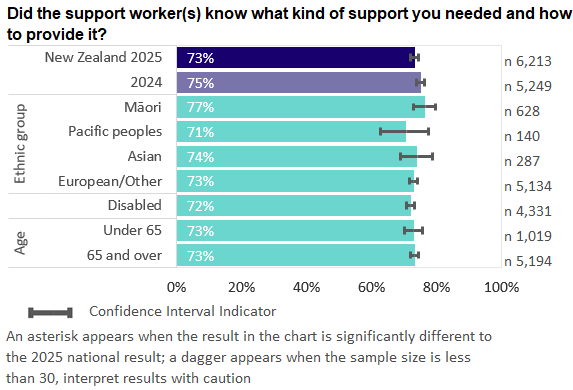 Did the support worker(s) know what kind of support you needed and how
to provide it?
New Zealand 2025 73% n 6,213
2024 75% n 5,249
Ethnic group
Māori 77% n 628
Pacific peoples 71% n 140
Asian 74% n 287
European/Other 73% n 5,134
Disabled 72% n 4,331
Age
Under 65 73% n 1,019
65 and over 73% n 5,194
0% 20% 40% 60% 80% 100%
Confidence Interval Indicator
An asterisk appears when the result in the chart is significantly different to
the 2025 national result; a dagger appears when the sample size is less
than 30, interpret results with caution